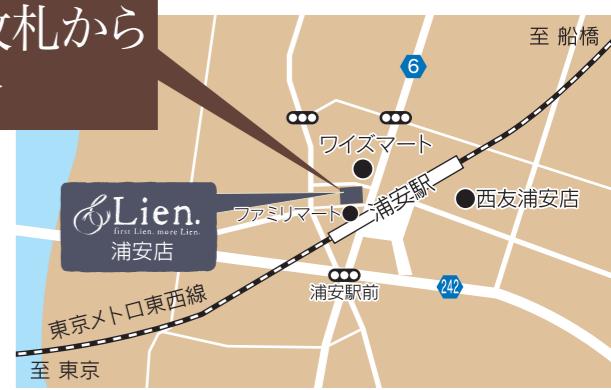 改札から
至 船橋
6
ワイズマート
浦安駅
西友浦安店
ファミリマート
&Lien.
first Lien. more Lien.
浦安店
浦安駅前
242
東京メトロ東西線
至 東京